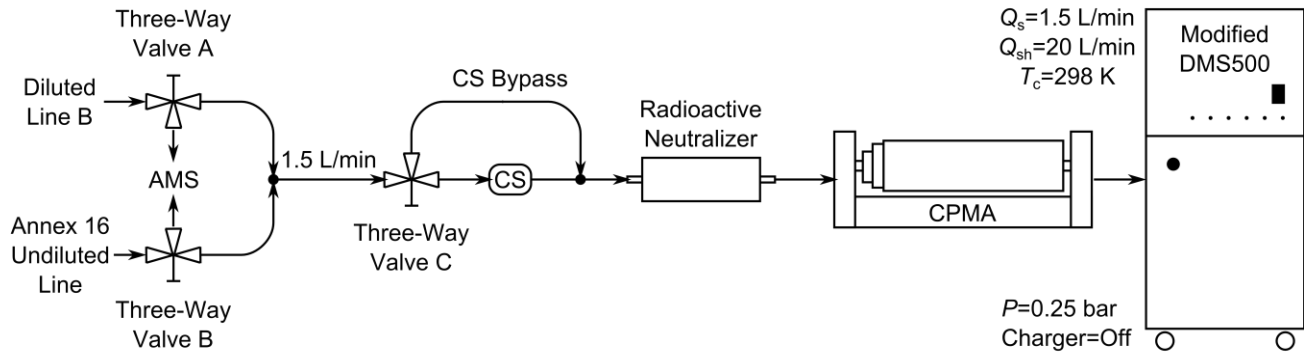 Three-Way
Valve A
Diluted
Line B
AMS
Annex 16
Undiluted
Line
Three-Way
Valve B
1.5 L/min
CS Bypass
CS
Three-Way
Valve C
Radioactive
Neutralizer
CPMA
Qs=1.5 L/min
Qsh=20 L/min
Tc=298 K
Modified
DMS500
P=0.25 bar
Charger=Off